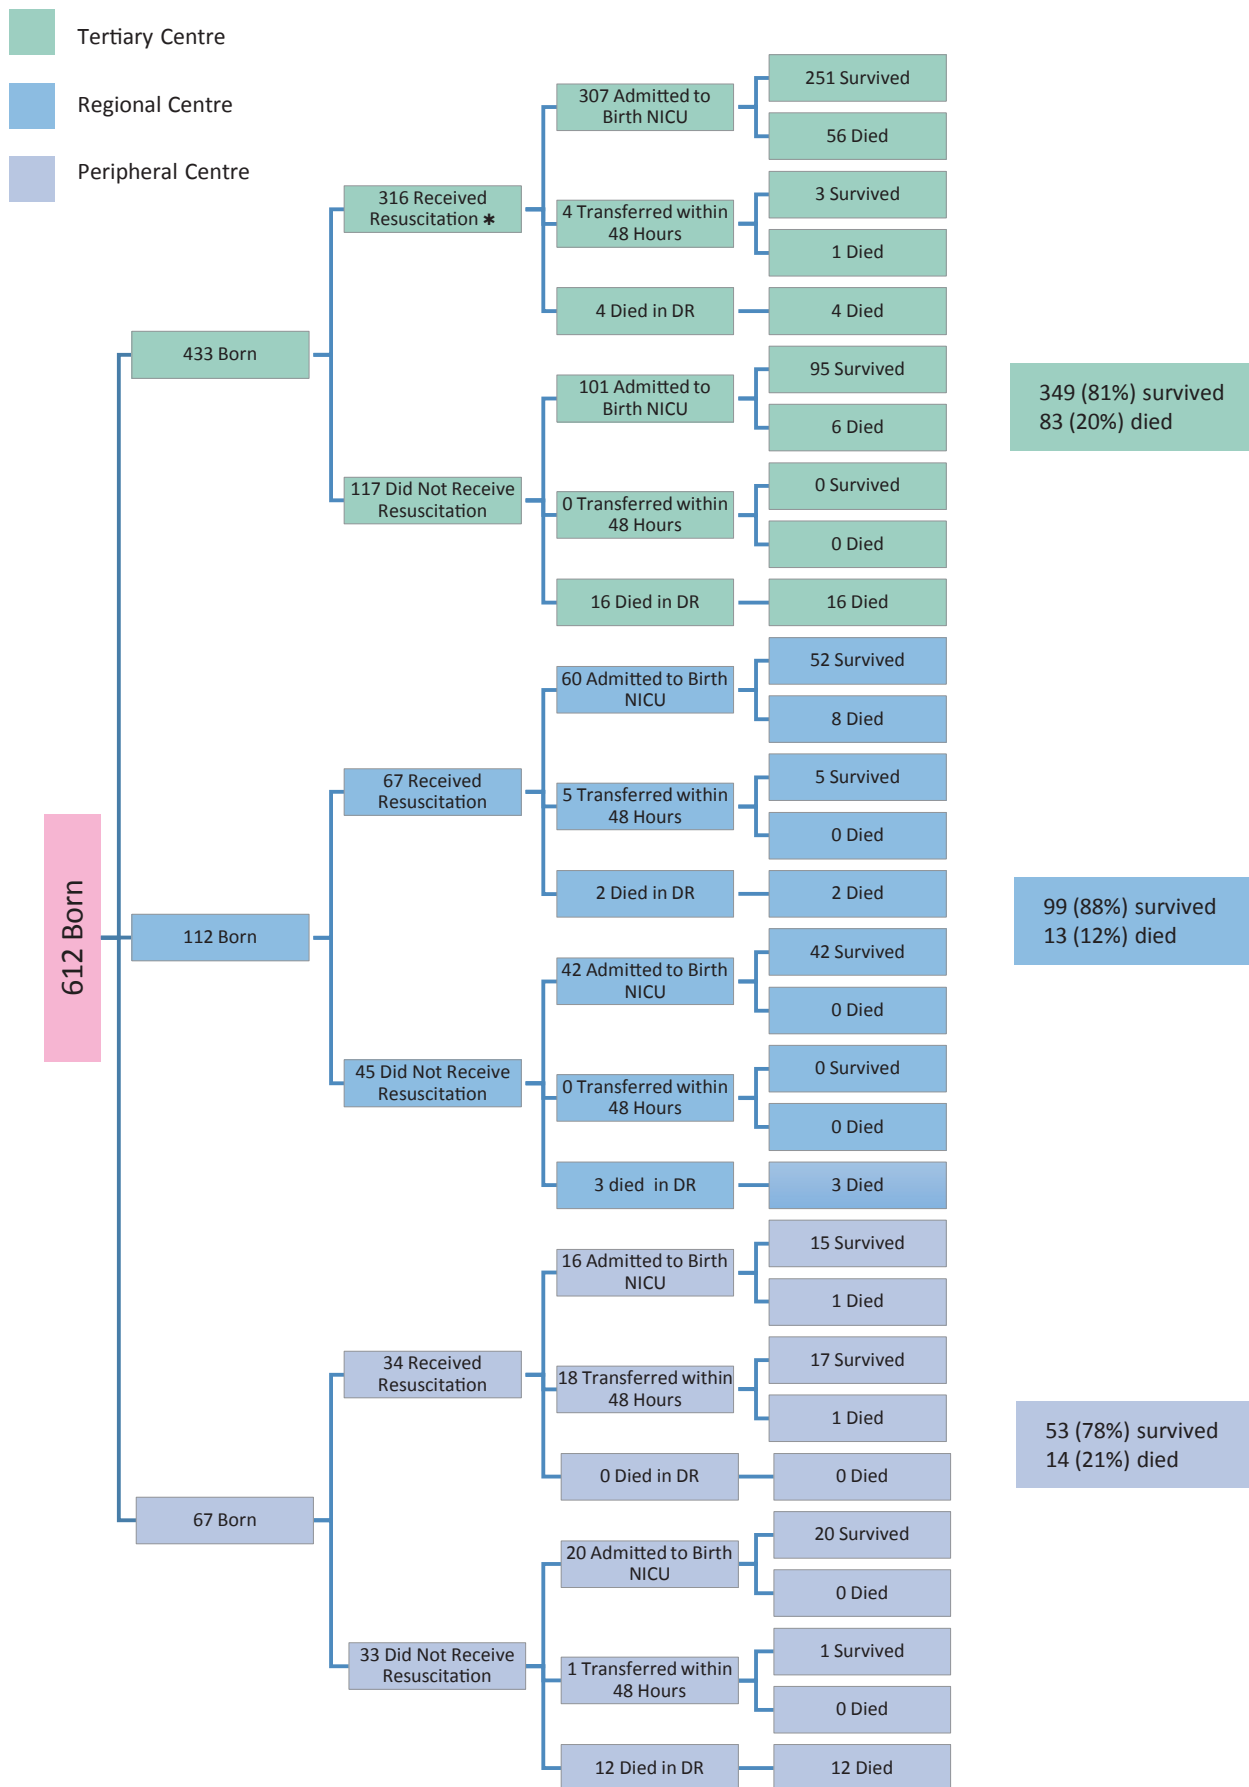 Tertiary Centre
Regional Centre
Peripheral Centre
612 Born
433 Born
316 Received
Resuscitation *
307 Admitted to
Birth NICU
251 Survived
56 Died
4 Transferred within
48 Hours
3 Survived
1 Died
4 Died in DR
4 Died
117 Did Not Receive
Resuscitation
101 Admitted to
Birth NICU
95 Survived
6 Died
0 Transferred within
48 Hours
0 Survived
0 Died
16 Died in DR
16 Died
349 (81%) survived
83 (20%) died
112 Born
67 Received
Resuscitation
60 Admitted to Birth
NICU
52 Survived
8 Died
5 Transferred within
48 Hours
5 Survived
0 Died
2 Died in DR
2 Died
45 Did Not Receive
Resuscitation
42 Admitted to Birth
NICU
42 Survived
0 Died
0 Transferred within
48 Hours
0 Survived
0 Died
3 died in DR
3 Died
99 (88%) survived
13 (12%) died
67 Born
34 Received
Resuscitation
16 Admitted to Birth
NICU
15 Survived
1 Died
18 Transferred within
48 Hours
17 Survived
1 Died
0 Died in DR
0 Died
33 Did Not Receive
Resuscitation
20 Admitted to Birth
NICU
20 Survived
0 Died
1 Transferred within
48 Hours
1 Survived
0 Died
12 Died in DR
12 Died
53 (78%) survived
14 (21%) died